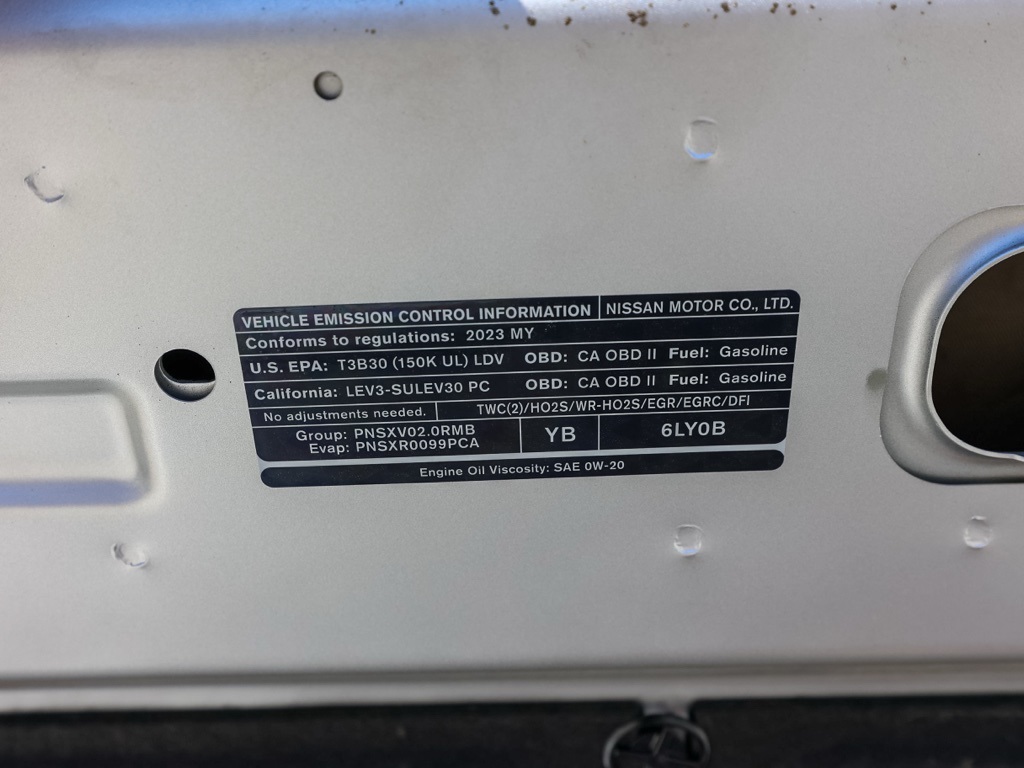 VEHICLE EMISSION CONTROL INFORMATION NISSAN MOTOR CO., LTD.
Conforms to regulations: 2023 MY
U.S. EPA: T3B30 (150K UL) LDV OBD: CA OBD II Fuel: Gasoline
California: LEV3-SULEV30 PC OBD: CA OBD II Fuel: Gasoline
No adjustments needed. TWC(2)/HO2S/WR-HO2S/EGR/EGRC/DFI
Group: PNSXV02.0RMB
Evap: PNSXR0099PCA
YB
6LY0B
Engine Oil Viscosity: SAE 0W-20